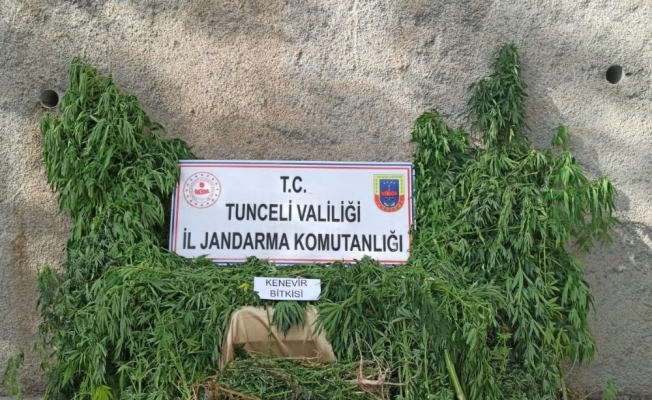 T.C.
TUNCELİ VALİLİĞİ
İL JANDARMA KOMUTANLIĞI
KENEVİR
BİTKİSİ